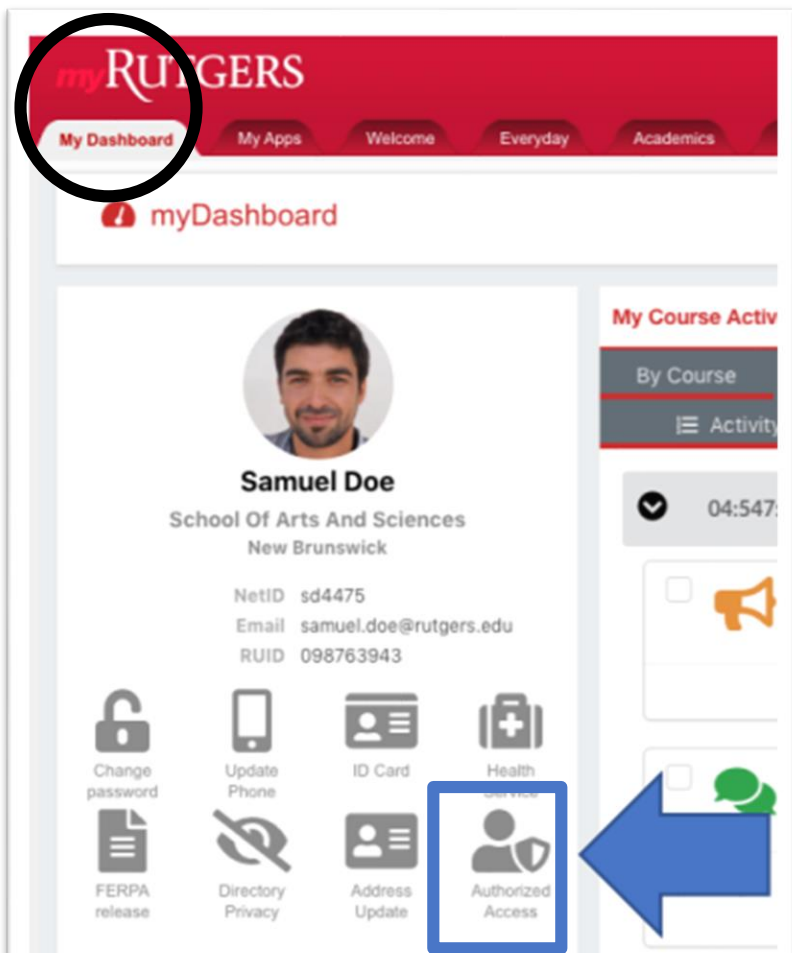 myRUTGERS
My Dashboard My Apps Welcome Everyday Academics
myDashboard
Samuel Doe
School Of Arts And Sciences
New Brunswick
NetID sd4475
Email samuel.doe@rutgers.edu
RUID 098763943
Change password
Update Phone
ID Card
Health Service
FERPA release
Directory Privacy
Address Update
Authorized Access
My Course Activ
By Course
Activity
04:547: